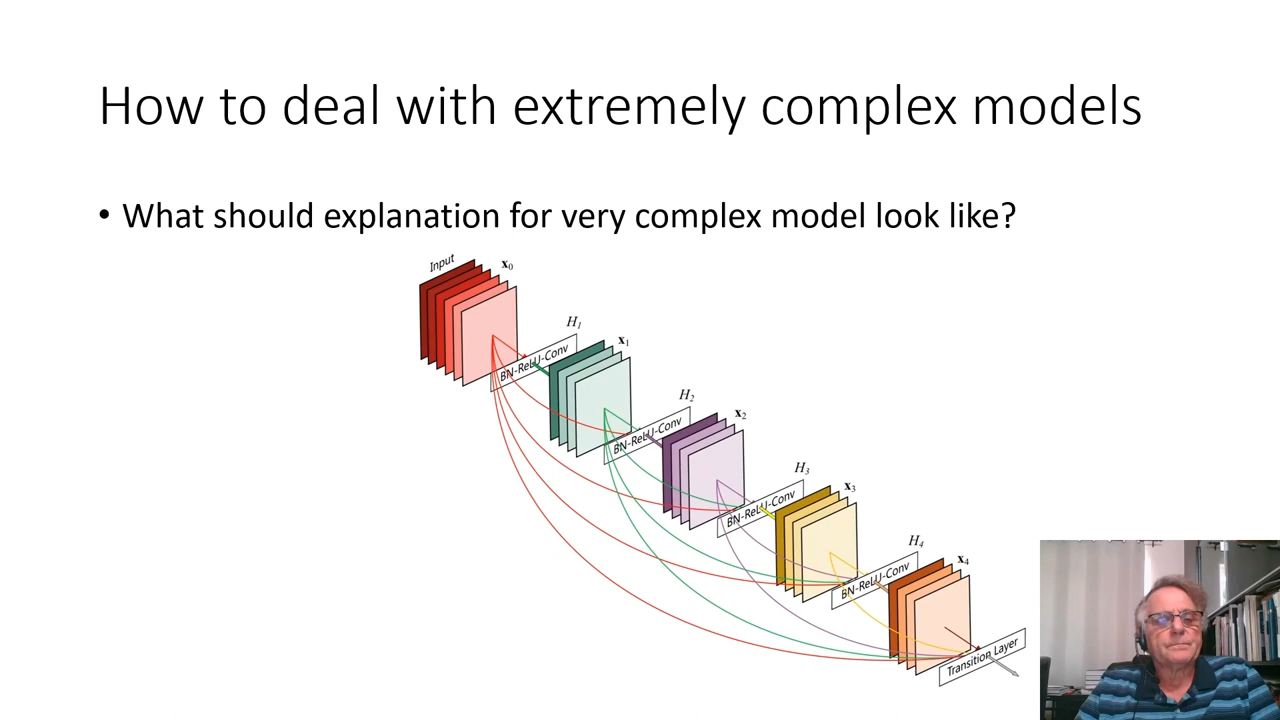 How to deal with extremely complex models
• What should explanation for very complex model look like?
Input
x₀
H₁
BN-ReLU-Conv
x₁
H₂
BN-ReLU-Conv
x₂
H₃
BN-ReLU-Conv
x₃
H₄
BN-ReLU-Conv
x₄
Transition Layer